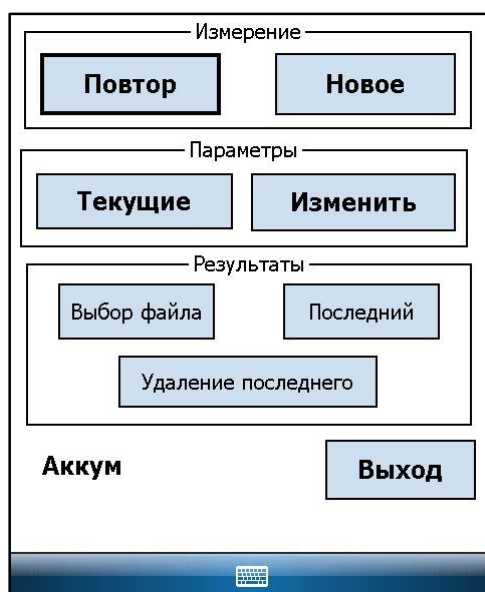 Измерение
Повтор Новое
Параметры
Текущие Изменить
Результаты
Выбор файла Последний
Удаление последнего
Аккум Выход